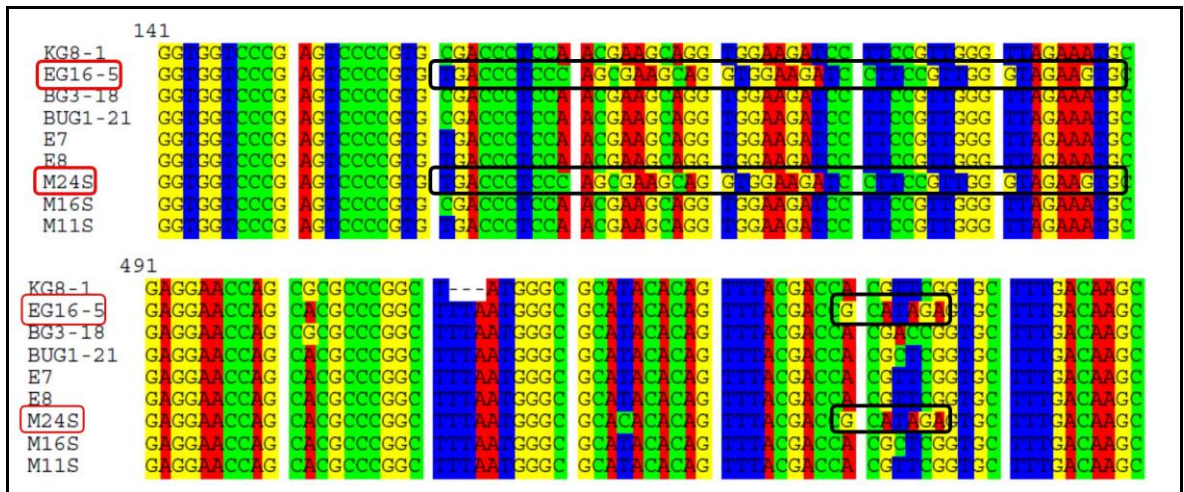 141
KG8-1 GGTGGTCCCG AGTCCCCGTG CGACCCTCCA ACGAAGCAGG TGGAAGATCC TTCCGTTGGG TTAGAAATGC
EG16-5 GGTGGTCCCG AGTCCCCGTG TGACCCTCCC AGCGAAGCAG GTGGAAGATC CTTCCGTTGG GTAGAAGTGC
BG3-18 GGTGGTCCCG AGTCCCCGTG CGACCCTCCA ACGAAGCAGG TGGAAGATCC TTCCGTTGGG TTAGAAATGC
BUG1-21 GGTGGTCCCG AGTCCCCGTG CGACCCTCCA ACGAAGCAGG TGGAAGATCC TTCCGTTGGG TTAGAAATGC
E7 GGTGGTCCCG AGTCCCCGTG TGACCCTCCA ACGAAGCAGG TGGAAGATCC TTCCGTTGGG TTAGAAATGC
E8 GGTGGTCCCG AGTCCCCGTG TGACCCTCCA ACGAAGCAGG TGGAAGATCC TTCCGTTGGG TTAGAAATGC
M24S GGTGGTCCCG AGTCCCCGTG TGACCCTCCC AGCGAAGCAG GTGGAAGATC CTTCCGTTGG GTAGAAGTGC
M16S GGTGGTCCCG AGTCCCCGTG CGACCCTCCA ACGAAGCAGG TGGAAGATCC TTCCGTTGGG TTAGAAATGC
M11S GGTGGTCCCG AGTCCCCGTG TGACCCTCCA ACGAAGCAGG TGGAAGATCC TTCCGTTGGG TTAGAAATGC
491
KG8-1 GAGGAACCAG CGCGCCCGGC T---ATGGGC GCATACACAG TTTACGACCA CGTTCGGTGC TTTGACAAGC
EG16-5 GAGGAACCAG CACGCCCGGC TTTAATGGGC GCATACACAG TTTACGACCG CATAGAGTGC TTTGACAAGC
BG3-18 GAGGAACCAG CGCGCCCGGC TTTAATGGGC GCATACACAG TTTACGACCA CGACCGGTGC TTTGACAAGC
BUG1-21 GAGGAACCAG CACGCCCGGC TTTAATGGGC GCATACACAG TTTACGACCA CGCTCGGTGC TTTGACAAGC
E7 GAGGAACCAG CACGCCCGGC TTTAATGGGC GCATACACAG TTTACGACCA CGTTCGGTGC TTTGACAAGC
E8 GAGGAACCAG CACGCCCGGC TTTAATGGGC GCATACACAG TTTACGACCA CGTTCGGTGC TTTGACAAGC
M24S GAGGAACCAG CACGCCCGGC TTTAATGGGC GCACACACAG TTTACGACCG CATAGAGTGC TTTGACAAGC
M16S GAGGAACCAG CACGCCCGGC TTTAATGGGC GCATACACAG TTTACGACCA CGCTCGGTGC TTTGACAAGC
M11S GAGGAACCAG CACGCCCGGC TTTAATGGGC GCATACACAG TTTACGACCA CGTTCGGTGC TTTGACAAGC